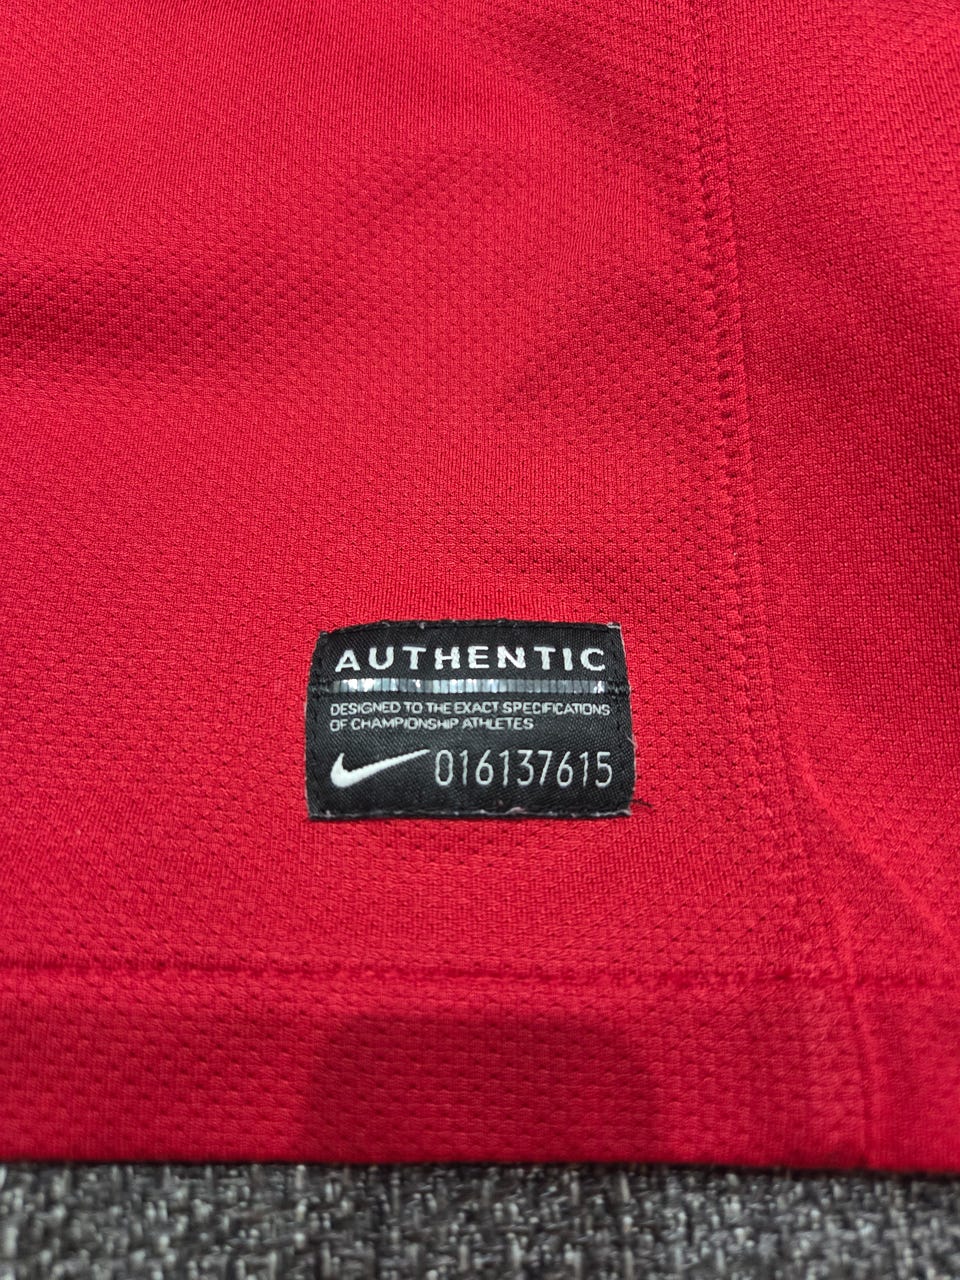 AUTHENTIC
DESIGNED TO THE EXACT SPECIFICATIONS
OF CHAMPIONSHIP ATHLETES
016137615